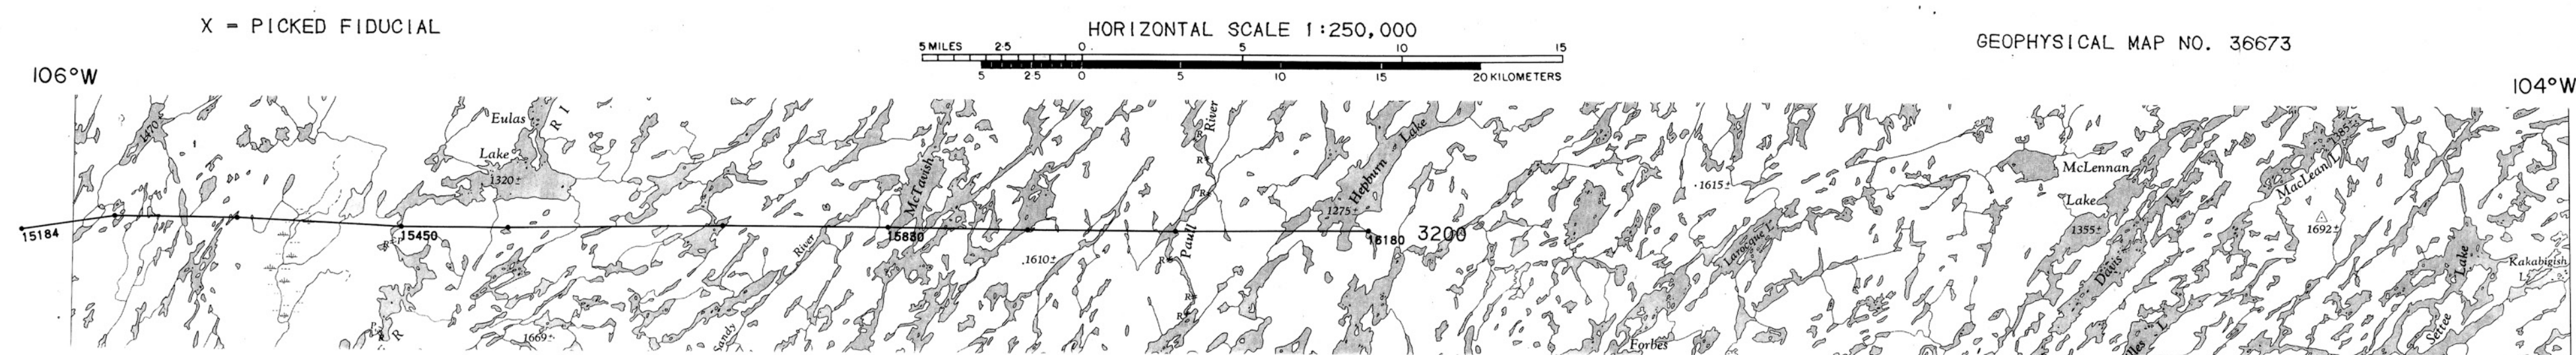 X = PICKED FIDUCIAL
HORIZONTAL SCALE 1:250,000
GEOPHYSICAL MAP NO. 36673
5 MILES 2.5 0 5 10 15
5 2.5 0 5 10 15 20 KILOMETERS
106°W
104°W
1470
Eulas
Lake
1320±
R I
McTavish
River
R
R
R
Hepburn Lake
1275±
1615±
McLennan
Lake
1355±
MacLean L
1385±
1692±
15184
15450
15830
16180
3200
River
1610±
Paull
R
R
R
Larocque L.
Davis
L
Lake
Kakabigish
L
1669
R
R
Forbes
Settee